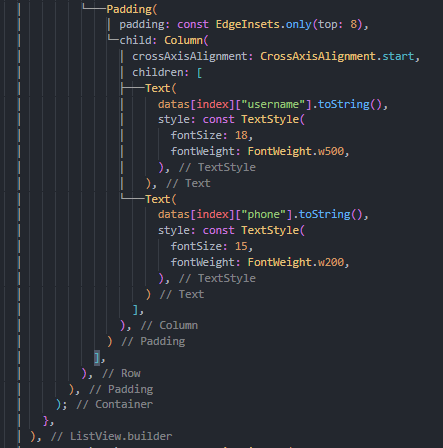 Padding(
padding: const EdgeInsets.only(top: 8),
child: Column(
crossAxisAlignment: CrossAxisAlignment.start,
children: [
Text(
datas[index]["username"].toString(),
style: const TextStyle(
fontSize: 18,
fontWeight: FontWeight.w500,
), // TextStyle
), // Text
Text(
datas[index]["phone"].toString(),
style: const TextStyle(
fontSize: 15,
fontWeight: FontWeight.w200,
), // TextStyle
) // Text
],
), // Column
) // Padding
],
), // Row
), // Padding
); // Container
},
), // ListView.builder